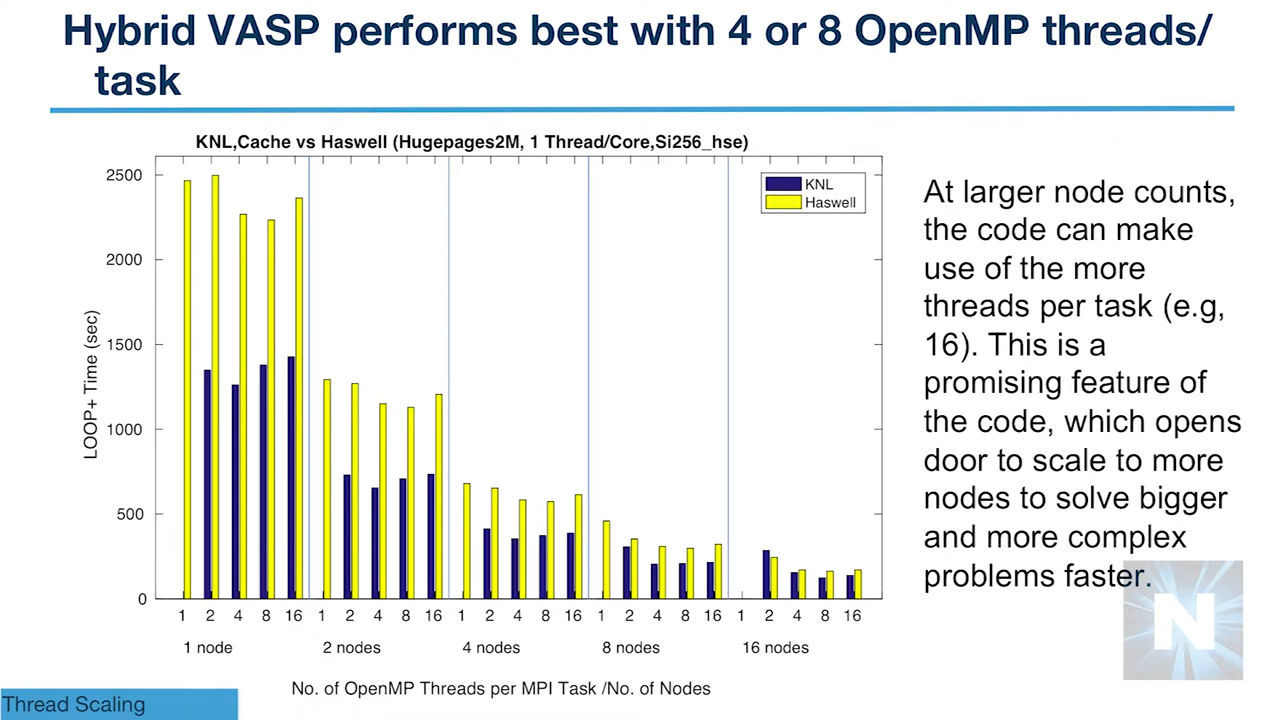 Hybrid VASP performs best with 4 or 8 OpenMP threads/
task
KNL,Cache vs Haswell (Hugepages2M, 1 Thread/Core,Si256_hse)
KNL
Haswell
LOOP+ Time (sec)
2500
2000
1500
1000
500
0
1 2 4 8 16 1 2 4 8 16 1 2 4 8 16 1 2 4 8 16 1 2 4 8 16
1 node 2 nodes 4 nodes 8 nodes 16 nodes
No. of OpenMP Threads per MPI Task /No. of Nodes
At larger node counts,
the code can make
use of the more
threads per task (e.g,
16). This is a
promising feature of
the code, which opens
door to scale to more
nodes to solve bigger
and more complex
problems faster.
N
Thread Scaling